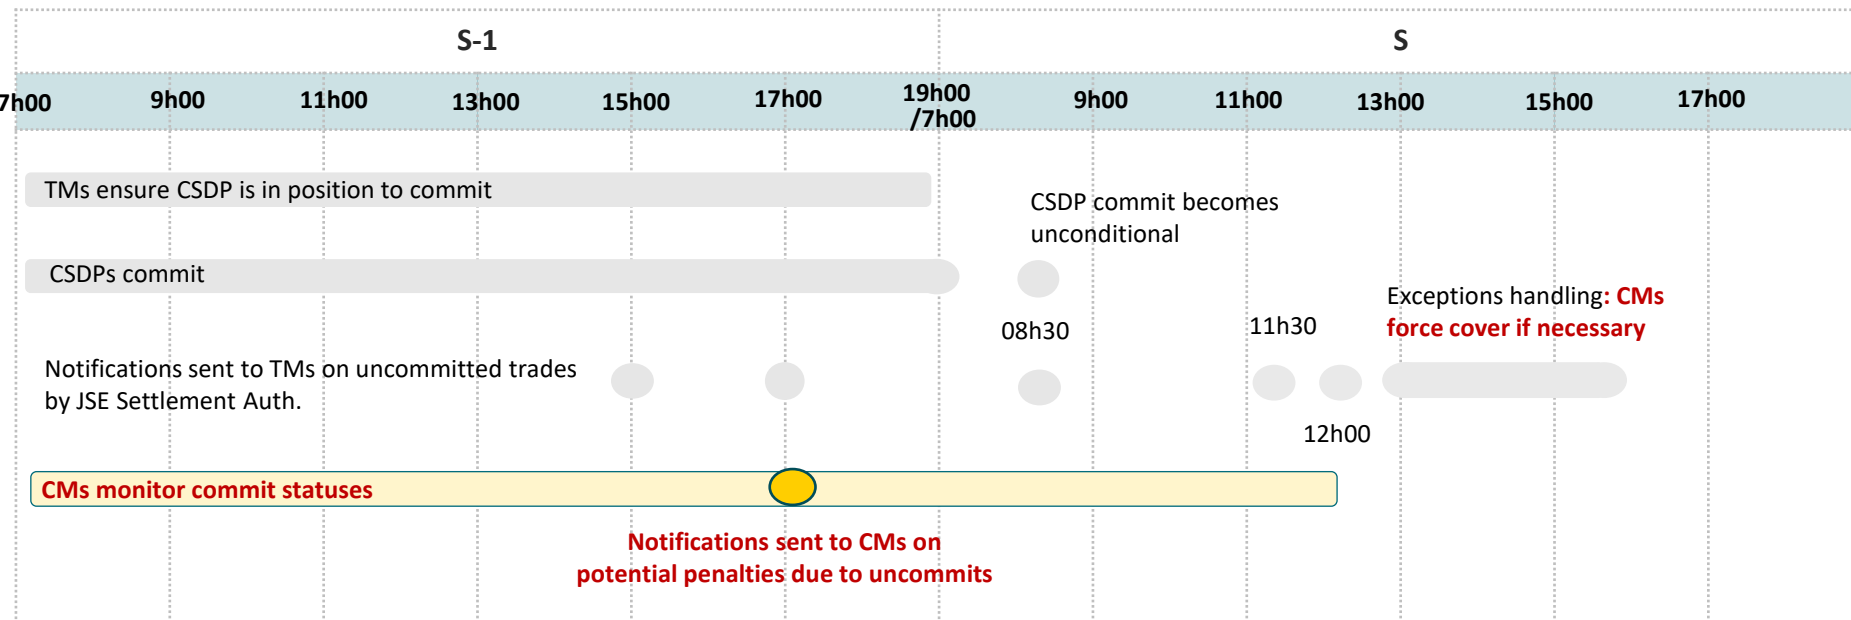 S-1
S
7h00
9h00
11h00
13h00
15h00
17h00
19h00
/7h00
9h00
11h00
13h00
15h00
17h00
TMs ensure CSDP is in position to commit
CSDP commit becomes
unconditional
CSDPs commit
08h30
11h30
Exceptions handling: CMs
force cover if necessary
Notifications sent to TMs on uncommitted trades
by JSE Settlement Auth.
12h00
CMs monitor commit statuses
Notifications sent to CMs on
potential penalties due to uncommits